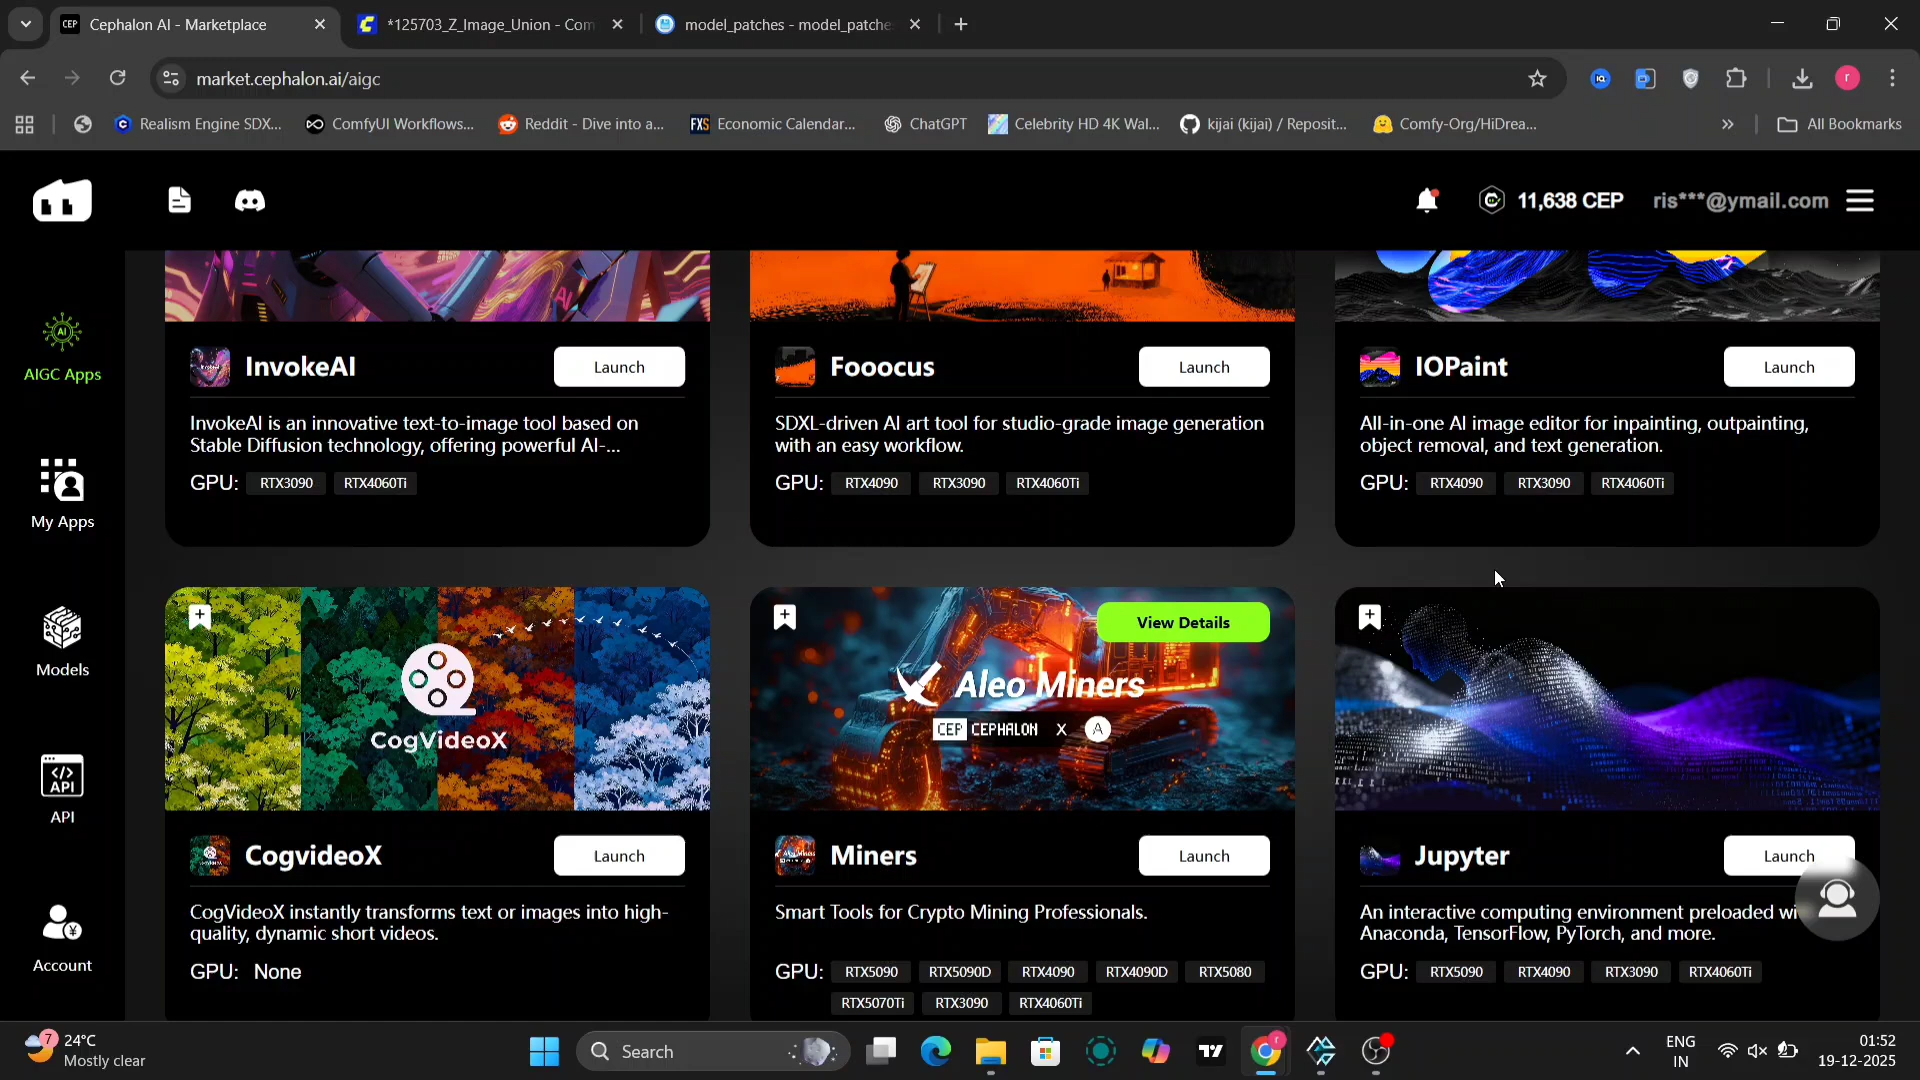 CEP Cephalon AI - Marketplace
*125703_Z_Image_Union - Com
model_patches - model_patche
market.cephalon.ai/aigc
r
Realism Engine SDX...
ComfyUI Workflows...
Reddit - Dive into a...
FXS Economic Calendar...
ChatGPT
Celebrity HD 4K Wal...
kijai (kijai) / Reposit...
Comfy-Org/HiDrea...
»
All Bookmarks
11,638 CEP
ris***@ymail.com
AI
AIGC Apps
My Apps
Models
API
API
Account
InvokeAI
Launch
InvokeAI is an innovative text-to-image tool based on
Stable Diffusion technology, offering powerful AI-...
GPU: RTX3090 RTX4060Ti
Fooocus
Launch
SDXL-driven AI art tool for studio-grade image generation
with an easy workflow.
GPU: RTX4090 RTX3090 RTX4060Ti
IOPaint
Launch
All-in-one AI image editor for inpainting, outpainting,
object removal, and text generation.
GPU: RTX4090 RTX3090 RTX4060Ti
CogVideoX
CogvideoX
Launch
CogVideoX instantly transforms text or images into high-
quality, dynamic short videos.
GPU: None
View Details
Aleo Miners
CEP CEPHALON X A
Miners
Launch
Smart Tools for Crypto Mining Professionals.
GPU: RTX5090 RTX5090D RTX4090 RTX4090D RTX5080
RTX5070Ti RTX3090 RTX4060Ti
Jupyter
Launch
An interactive computing environment preloaded wi
Anaconda, TensorFlow, PyTorch, and more.
GPU: RTX5090 RTX4090 RTX3090 RTX4060Ti
7
24°C
Mostly clear
Search
ENG
IN
01:52
19-12-2025